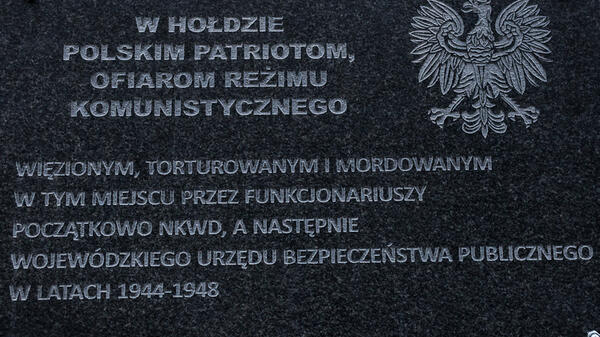 W HOŁDZIE
POLSKIM PATRIOTOM,
OFIAROM REŻIMU
KOMUNISTYCZNEGO
WIĘZIONYM, TORTUROWANYM I MORDOWANYM
W TYM MIEJSCU PRZEZ FUNKCJONARIUSZY
POCZĄTKOWO NKWD, A NASTĘPNIE
WOJEWÓDZKIEGO URZĘDU BEZPIECZEŃSTWA PUBLICZNEGO
W LATACH 1944-1948